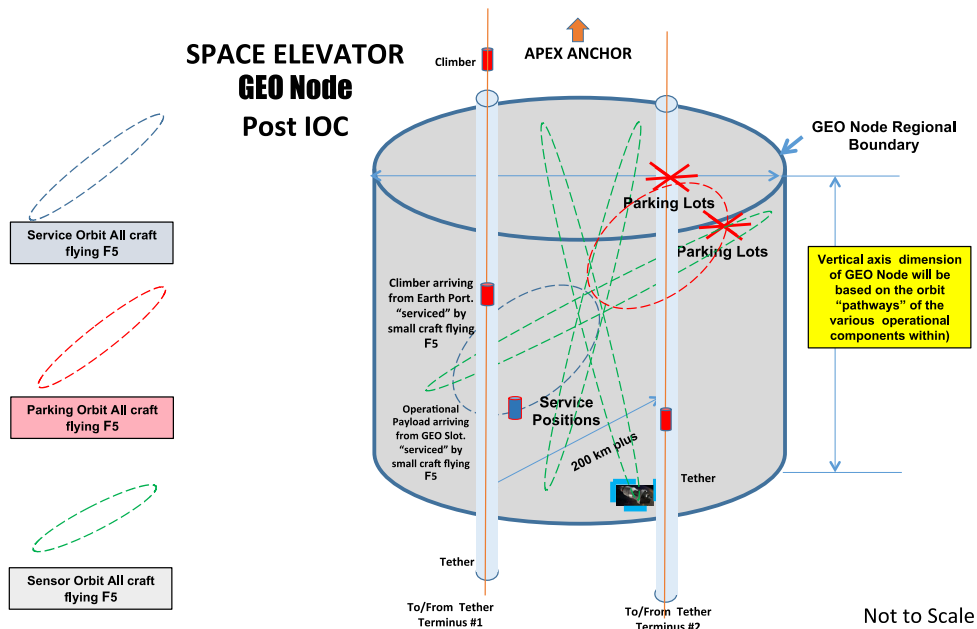 SPACE ELEVATOR
GEO Node
Post IOC
Climber
APEX ANCHOR
GEO Node Regional
Boundary
Service Orbit All craft
flying F5
Parking Orbit All craft
flying F5
Sensor Orbit All craft
flying F5
Parking Lots
Parking Lots
Climber arriving
from Earth Port.
“serviced” by
small craft flying
F5
Vertical axis dimension
of GEO Node will be
based on the orbit
“pathways” of the
various operational
components within)
Operational
Payload arriving
from GEO Slot.
“serviced” by
small craft flying
F5
Service
Positions
200 km plus
Tether
Tether
To/From Tether
Terminus #1
To/From Tether
Terminus #2
Not to Scale